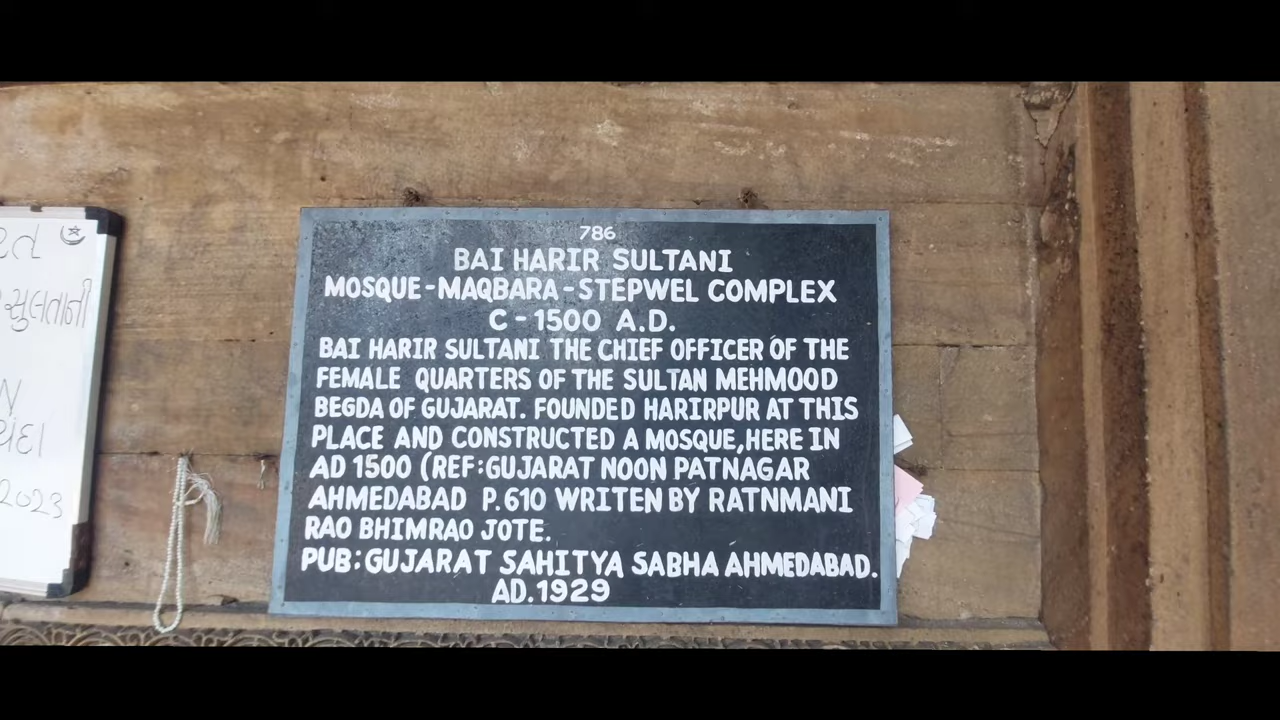 સુલતાની
2023
786
BAI HARIR SULTANI
MOSQUE-MAQBARA-STEPWEL COMPLEX
C-1500 A.D.
BAI HARIR SULTANI THE CHIEF OFFICER OF THE
FEMALE QUARTERS OF THE SULTAN MEHMOOD
BEGDA OF GUJARAT. FOUNDED HARIRPUR AT THIS
PLACE AND CONSTRUCTED A MOSQUE,HERE IN
AD 1500 (REF:GUJARAT NOON PATNAGAR
AHMEDABAD P.610 WRITEN BY RATNMANI
RAO BHIMRAO JOTE.
PUB:GUJARAT SAHITYA SABHA AHMEDABAD.
AD.1929